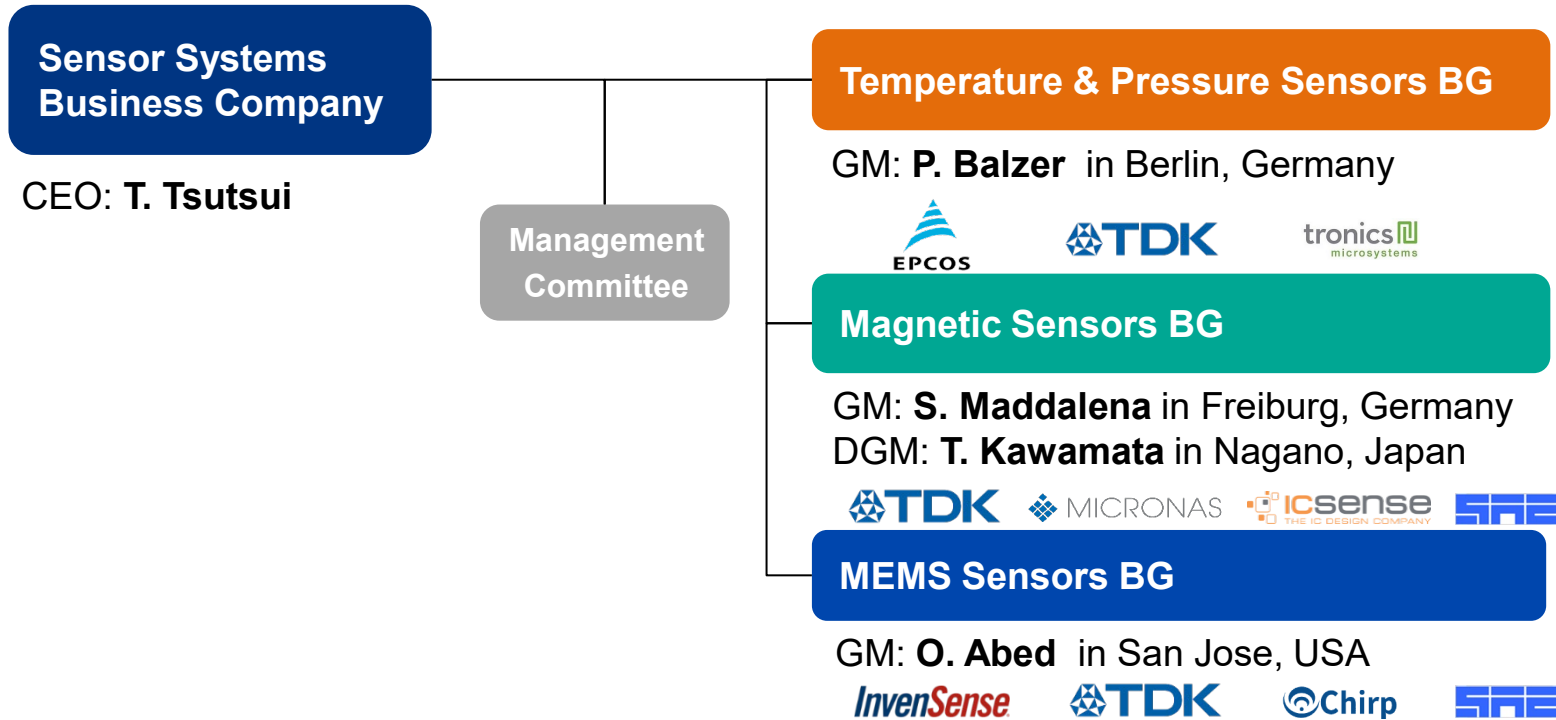 Sensor Systems
Business Company
CEO: T. Tsutsui
Management
Committee
Temperature & Pressure Sensors BG
GM: P. Balzer in Berlin, Germany
EPCOS
TDK
tronics
microsystems
Magnetic Sensors BG
GM: S. Maddalena in Freiburg, Germany
DGM: T. Kawamata in Nagano, Japan
TDK
MICRONAS
ICsense
THE IC DESIGN COMPANY
SAE
MEMS Sensors BG
GM: O. Abed in San Jose, USA
InvenSense
TDK
Chirp
SAE